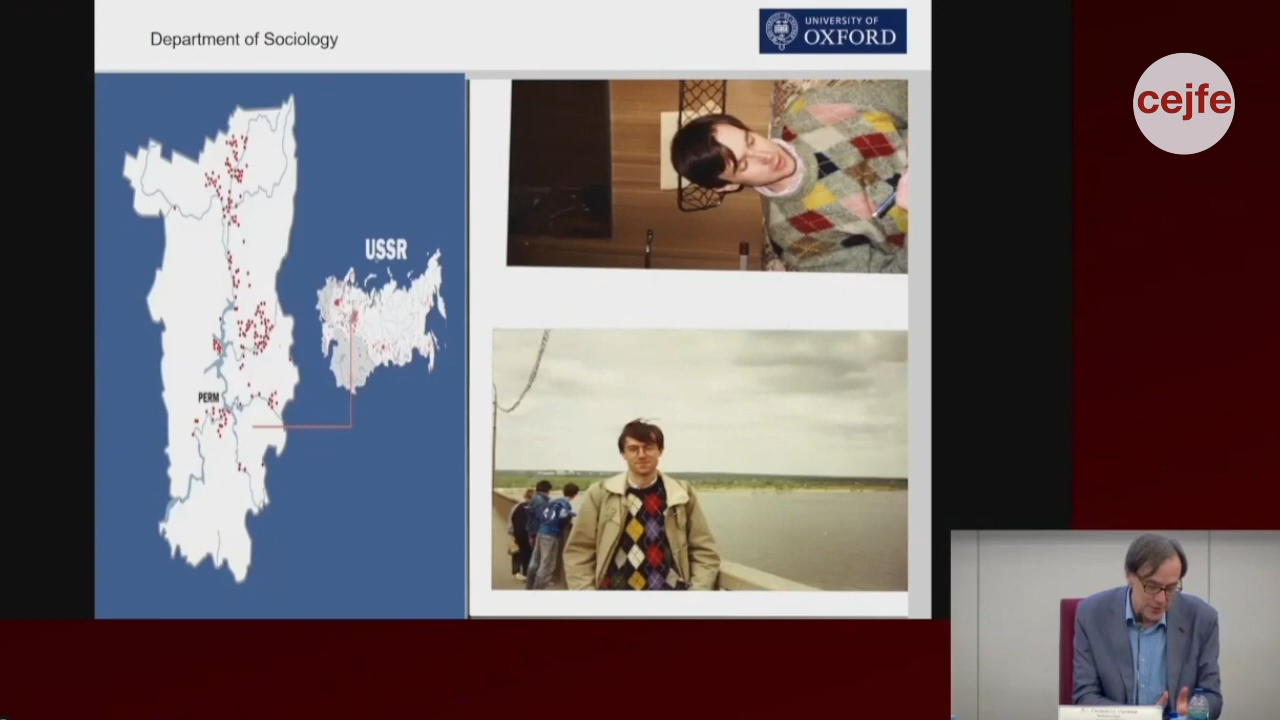 Department of Sociology
UNIVERSITY OF
OXFORD
cejfe
USSR
PERM